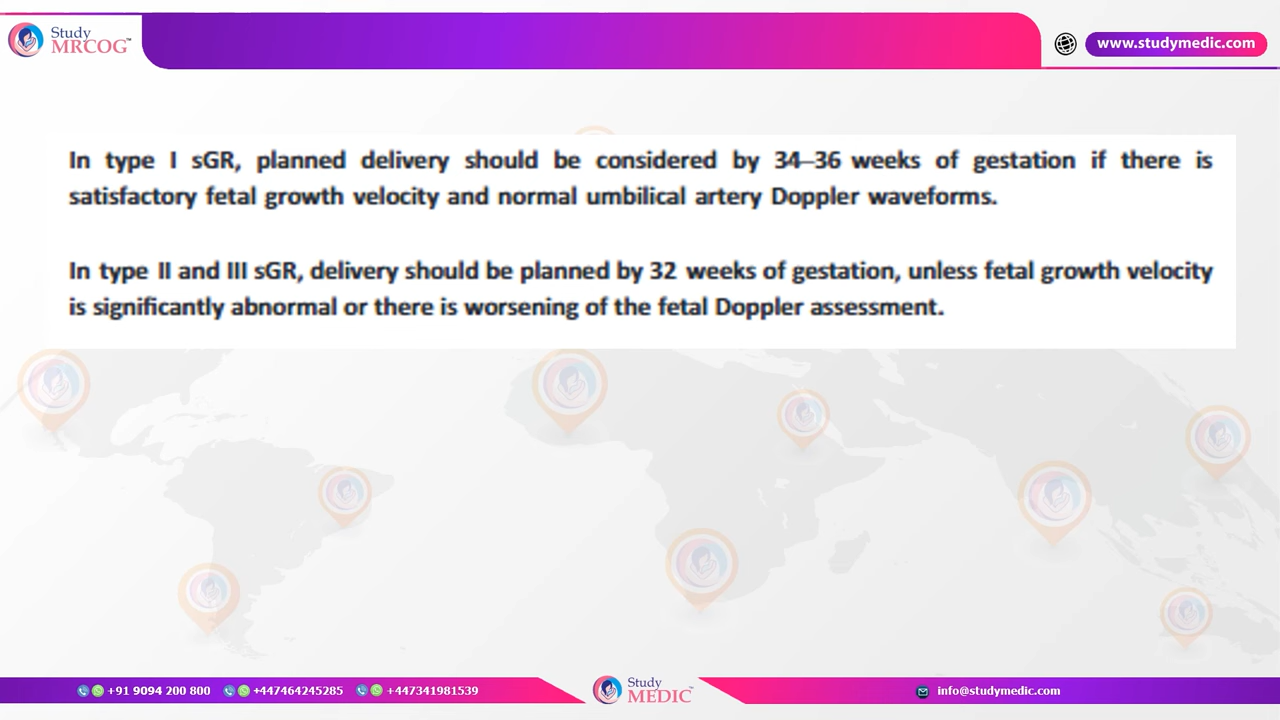 Study
MRCOG™
www.studymedic.com
In type I sGR, planned delivery should be considered by 34–36 weeks of gestation if there is
satisfactory fetal growth velocity and normal umbilical artery Doppler waveforms.
In type II and III sGR, delivery should be planned by 32 weeks of gestation, unless fetal growth velocity
is significantly abnormal or there is worsening of the fetal Doppler assessment.
+91 9094 200 800
+447464245285
+447341981539
Study
MEDIC™
info@studymedic.com